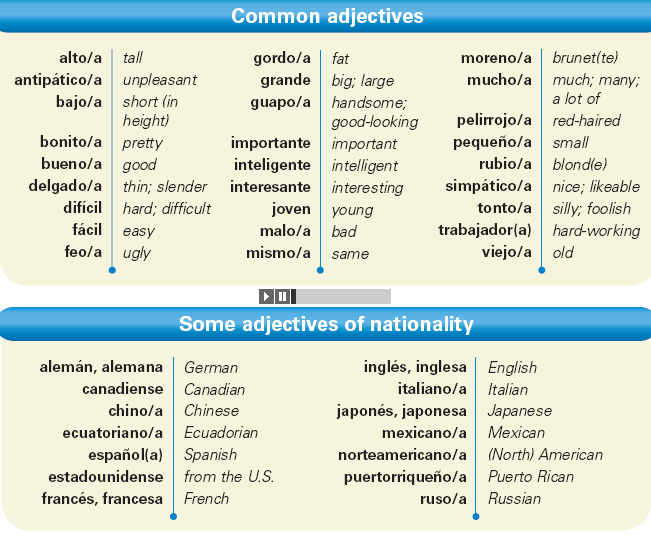 Common adjectives
alto/a tall
antipático/a unpleasant
bajo/a short (in
height)
bonito/a pretty
bueno/a good
delgado/a thin; slender
difícil hard; difficult
fácil easy
feo/a ugly
gordo/a fat
grande big; large
guapo/a handsome;
good-looking
importante important
inteligente intelligent
interesante interesting
joven young
malo/a bad
mismo/a same
moreno/a brunet(te)
mucho/a much; many;
a lot of
pelirrojo/a red-haired
pequeño/a small
rubio/a blond(e)
simpático/a nice; likeable
tonto/a silly; foolish
trabajador(a) hard-working
viejo/a old
Some adjectives of nationality
alemán, alemana German
canadiense Canadian
chino/a Chinese
ecuatoriano/a Ecuadorian
español(a) Spanish
estadounidense from the U.S.
francés, francesa French
inglés, inglesa English
italiano/a Italian
japonés, japonesa Japanese
mexicano/a Mexican
norteamericano/a (North) American
puertorriqueño/a Puerto Rican
ruso/a Russian